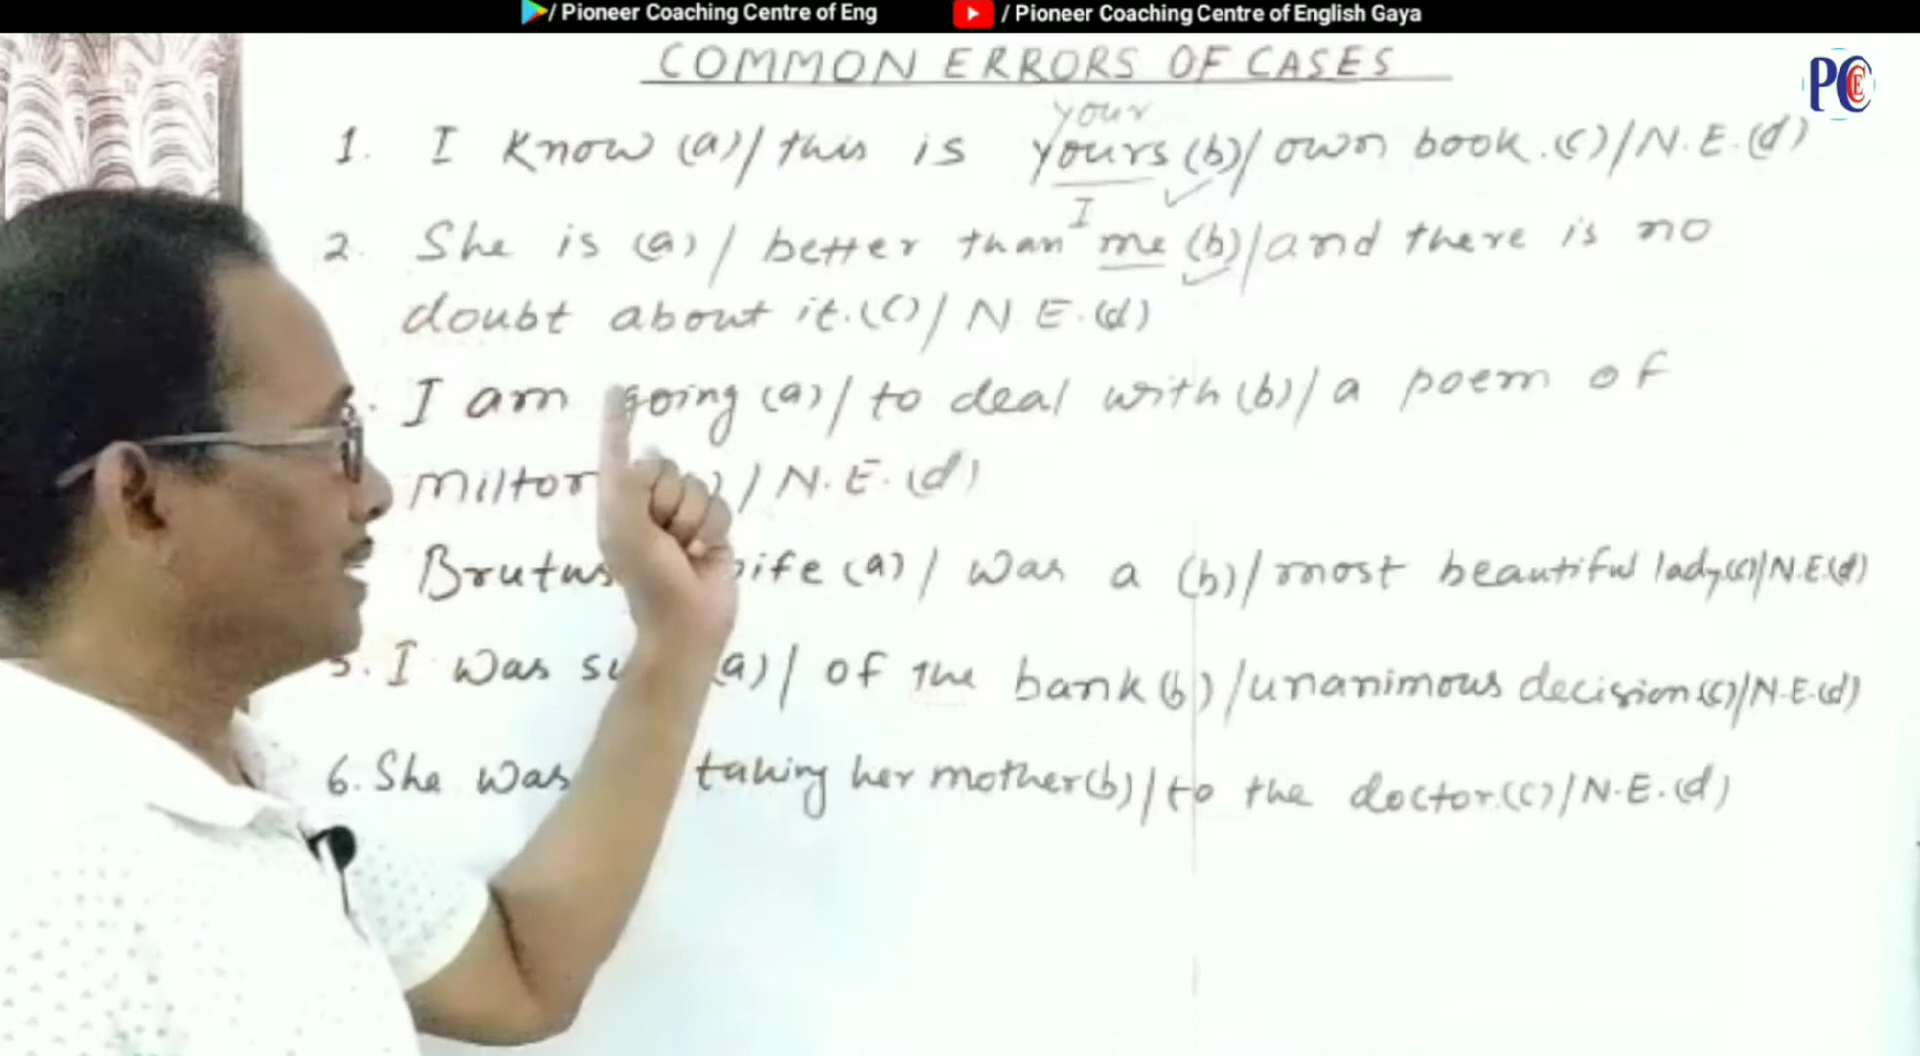 / Pioneer Coaching Centre of Eng / Pioneer Coaching Centre of English Gaya
COMMON ERRORS OF CASES
PCCE
your
1. I know (a)/ this is yours (b)/ own book.(c)/N.E.(d)
I
2. She is (a)/ better than me (b)/and there is no
doubt about it.(c)/ N.E.(d)
I am going (a)/ to deal with (b)/ a poem of
/ N.E.(d)
(a)/ was a (b)/ most beautiful lady(c)/N.E.(d)
5. I was (a)/ of the bank (b)/unanimous decision(c)/N.E.(d)
6. She was taking her mother(b)/to the doctor.(c)/N.E.(d)